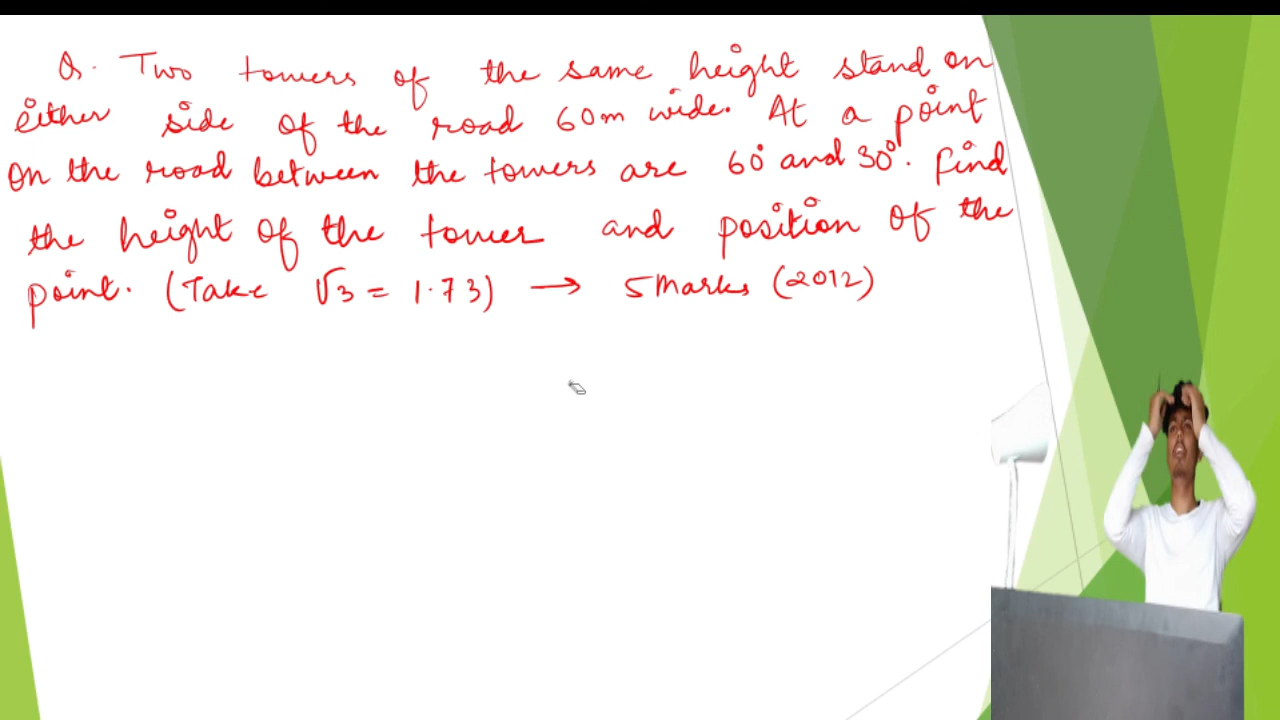 Q. Two towers of the same height stand on
either side of the road 60m wide. At a point
on the road between the towers are 60° and 30°. Find
the height of the tower and position of the
point. (Take √3 = 1.73) → 5 Marks (2012)